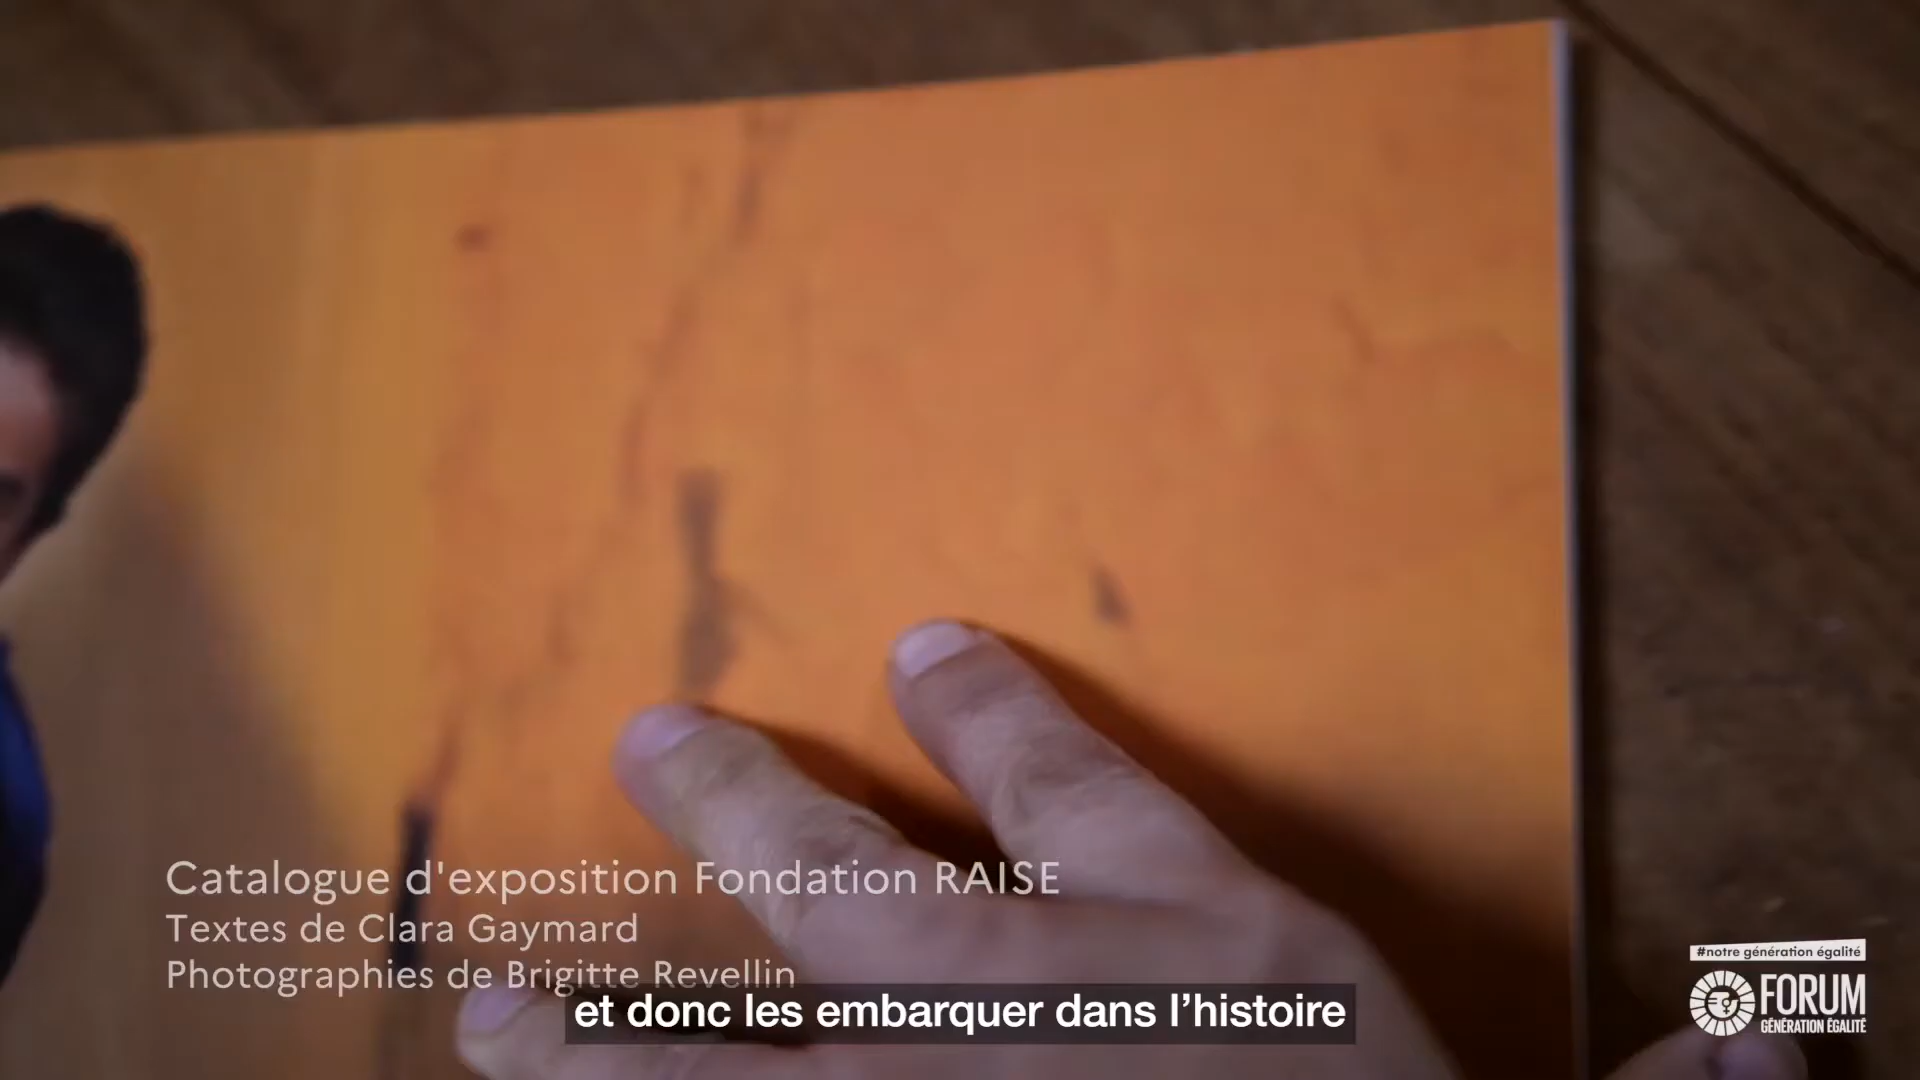 Catalogue d'exposition Fondation RAISE
Textes de Clara Gaymard
Photographies de Brigitte Revellin
et donc les embarquer dans l’histoire
#notre génération égalité
FORUM
GÉNÉRATION ÉGALITÉ